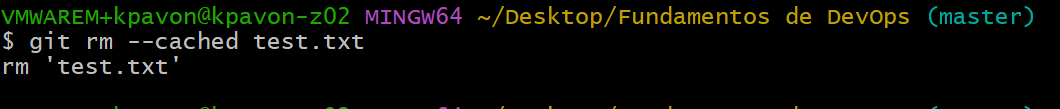 VMWAREM+kpavon@kpavon-z02 MINGW64 ~/Desktop/Fundamentos de DevOps (master)
$ git rm --cached test.txt
rm 'test.txt'